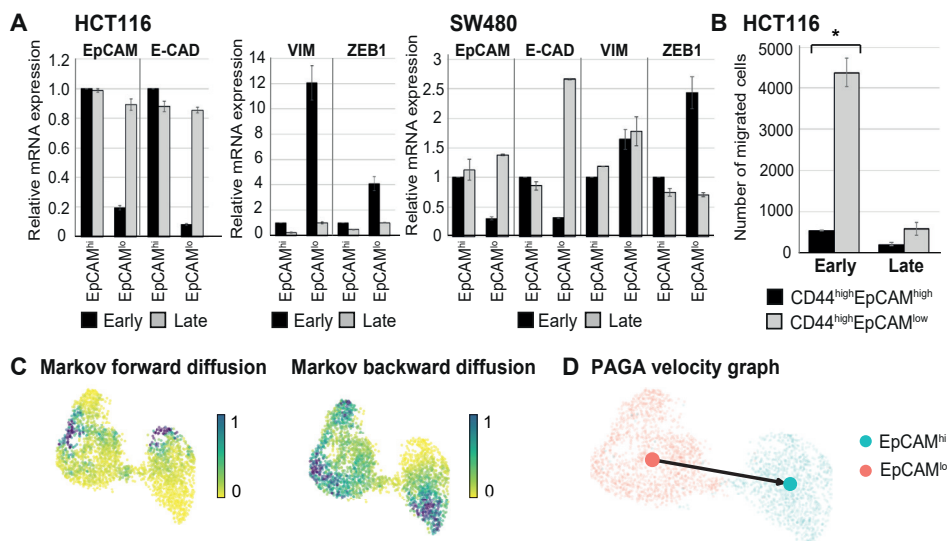 A HCT116
EpCAM E-CAD
Relative mRNA expression
1.2
1
0.8
0.6
0.4
0.2
0
EpCAMhi
EpCAMlo
EpCAMhi
EpCAMlo
VIM ZEB1
Relative mRNA expression
14
12
10
8
6
4
2
0
EpCAMhi
EpCAMlo
EpCAMhi
EpCAMlo
Early Late
SW480
EpCAM E-CAD VIM ZEB1
Relative mRNA expression
3
2.5
2
1.5
1
0.5
0
EpCAMhi
EpCAMlo
EpCAMhi
EpCAMlo
EpCAMhi
EpCAMlo
EpCAMhi
EpCAMlo
Early Late
Early Late
B HCT116
*
Number of migrated cells
5000
4000
3000
2000
1000
0
Early Late
CD44highEpCAMhigh
CD44highEpCAMlow
C Markov forward diffusion Markov backward diffusion
1
0
1
0
D PAGA velocity graph
EpCAMhi
EpCAMlo